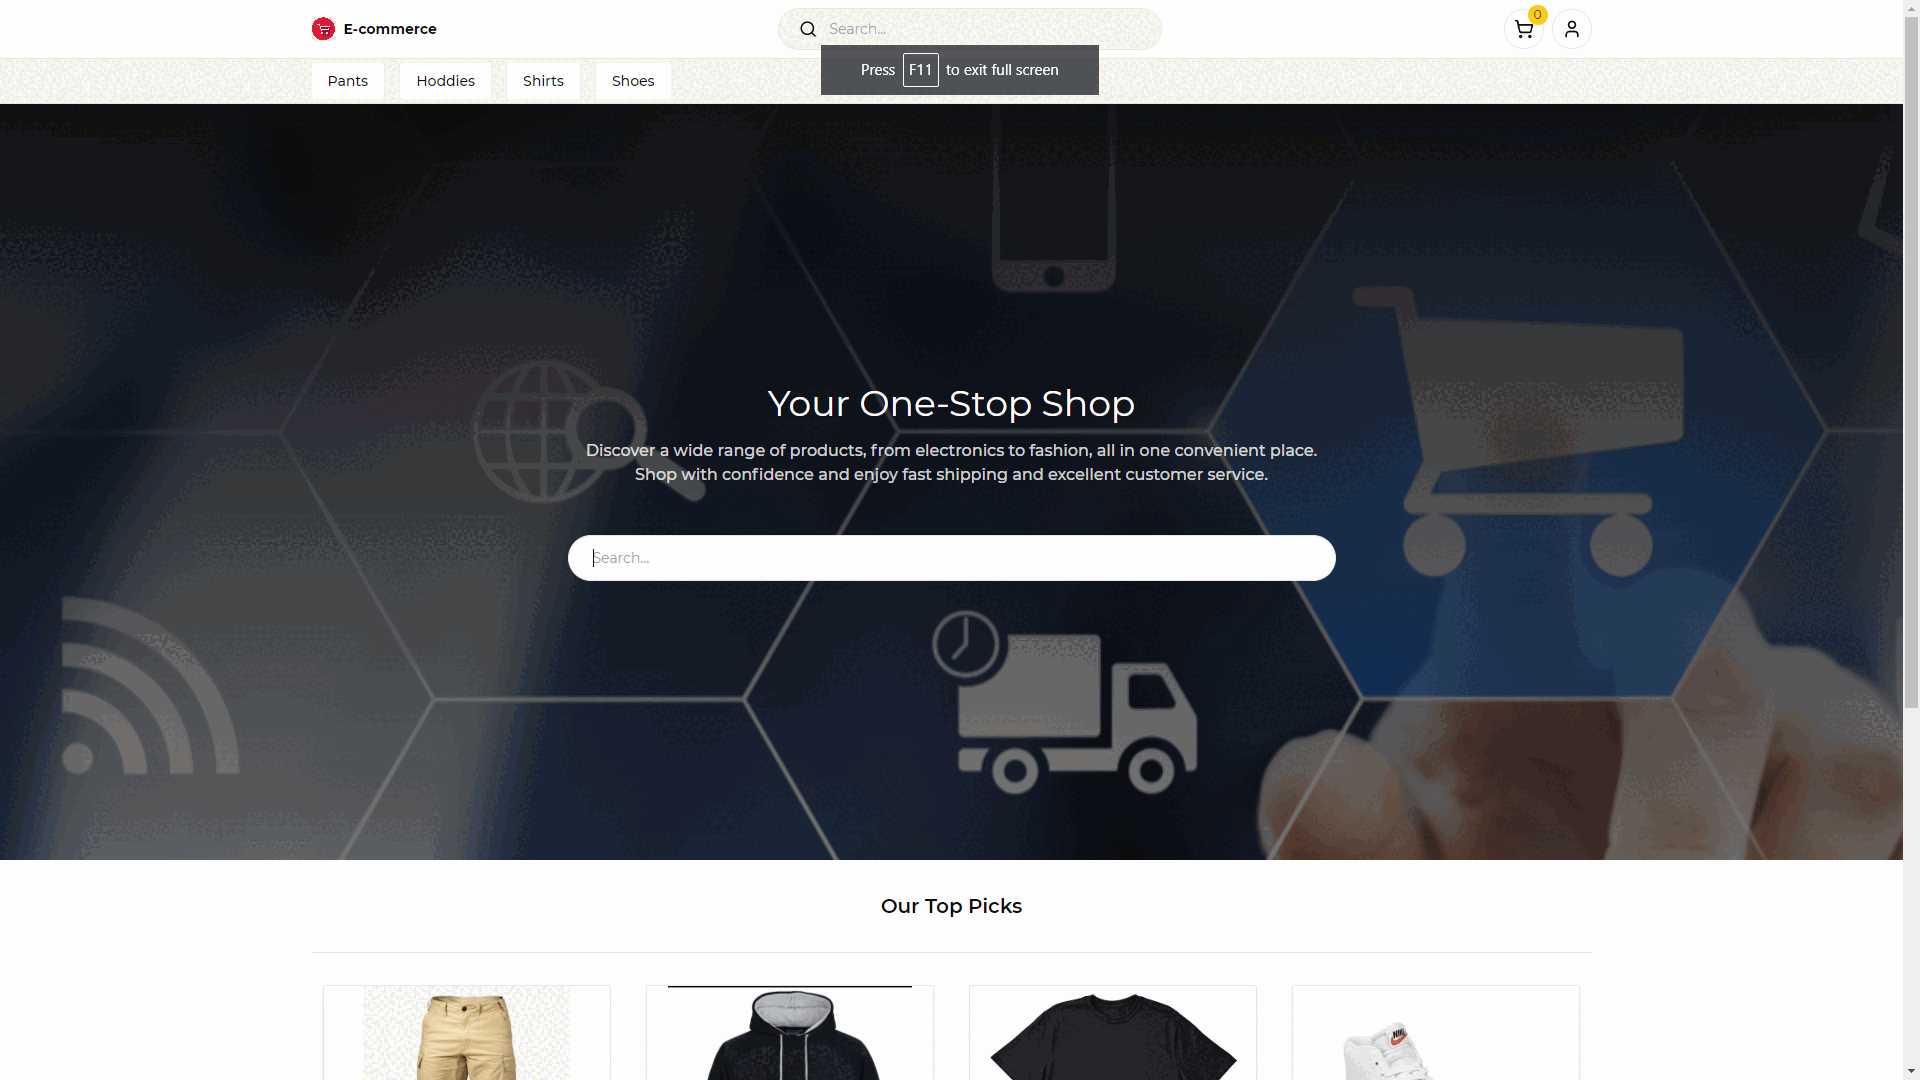 E-commerce
Search...
0
Press F11 to exit full screen
Pants
Hoddies
Shirts
Shoes
Your One-Stop Shop
Discover a wide range of products, from electronics to fashion, all in one convenient place.
Shop with confidence and enjoy fast shipping and excellent customer service.
Search...
Our Top Picks
NIKE